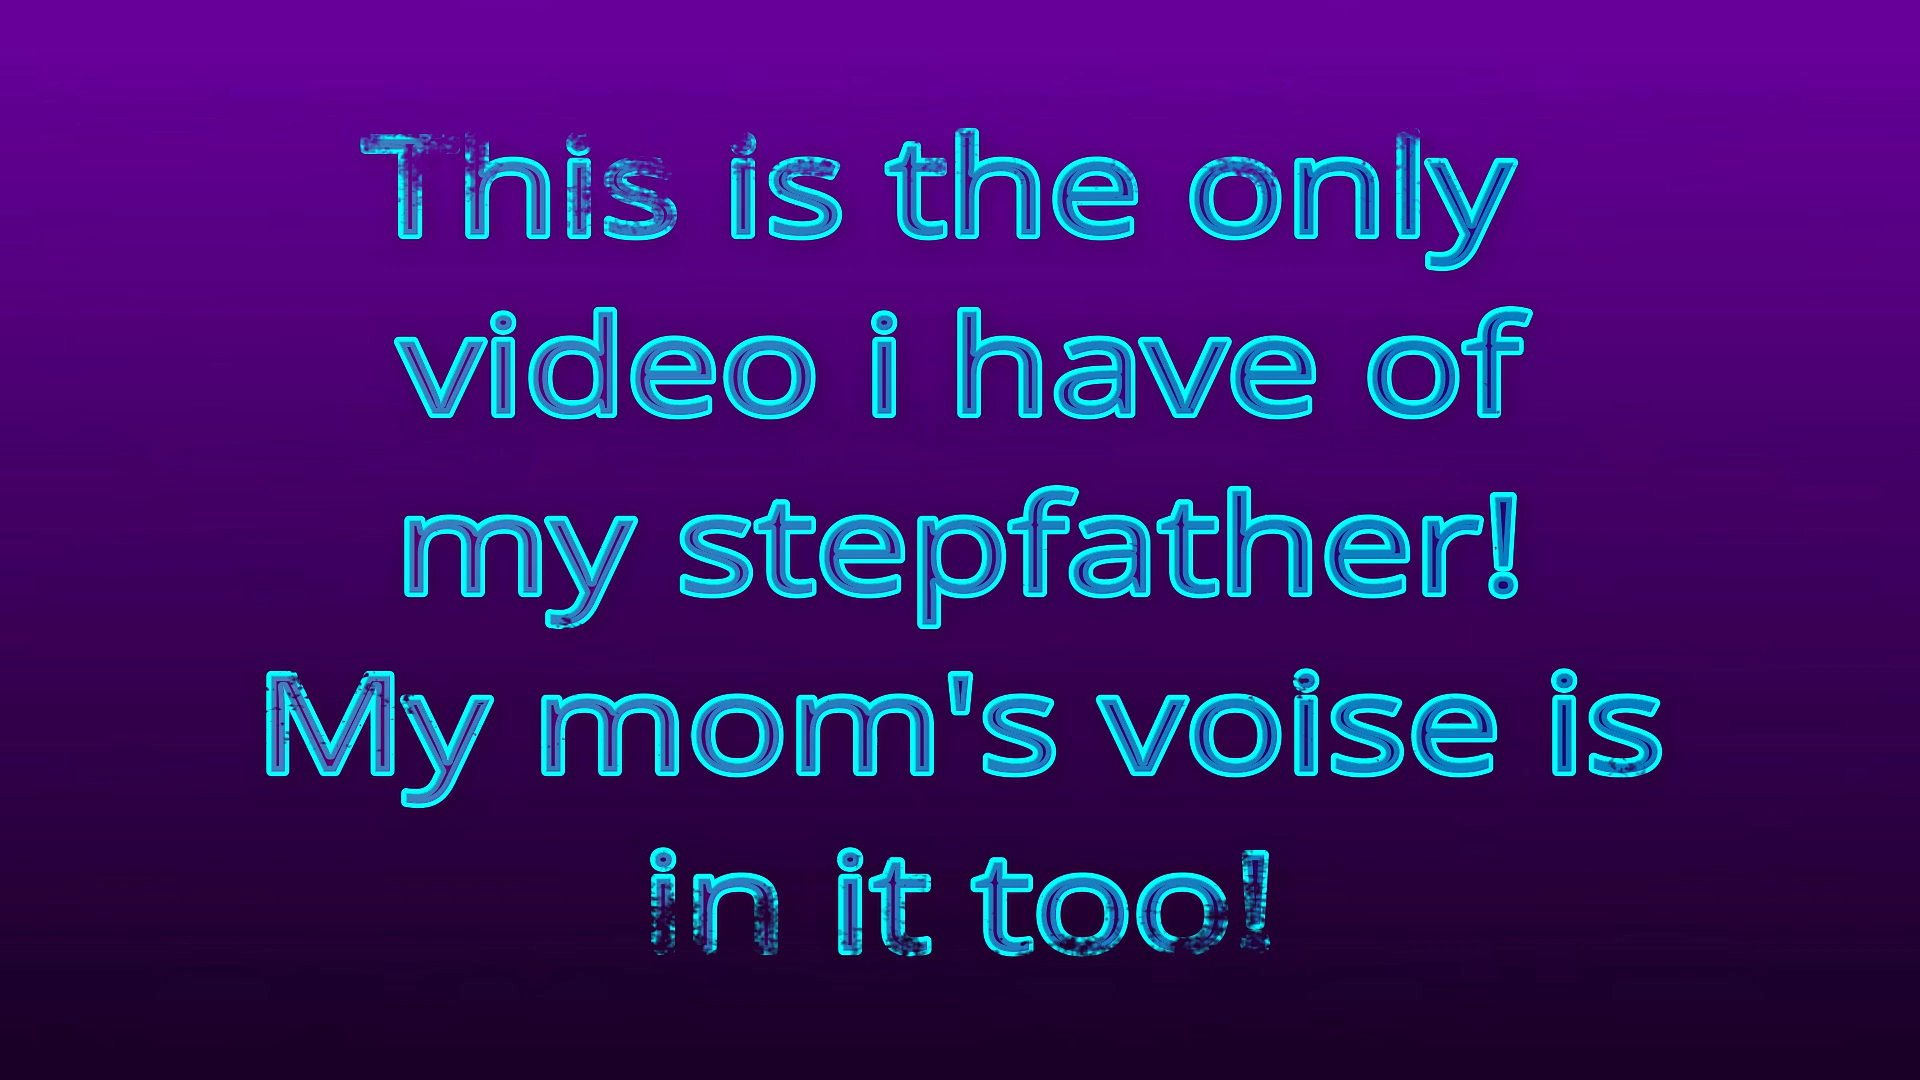 This is the only
video i have of
my stepfather!
My mom's voise is
in it too!